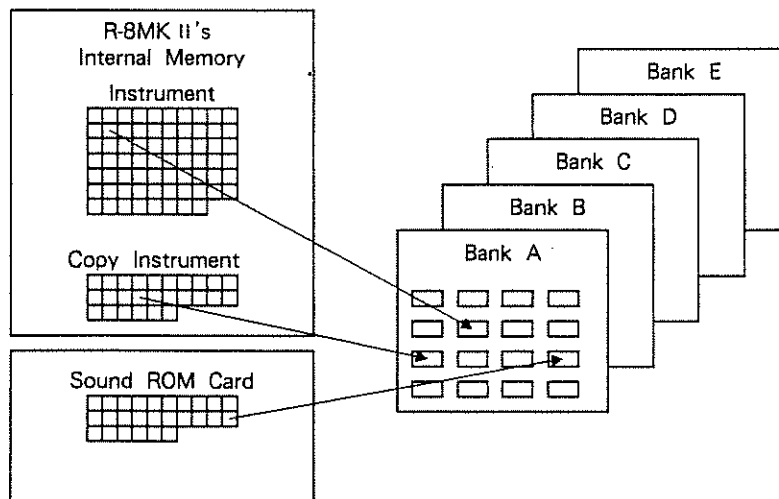 R-8MK II's
Internal Memory
Instrument
Copy Instrument
Sound ROM Card
Bank E
Bank D
Bank C
Bank B
Bank A